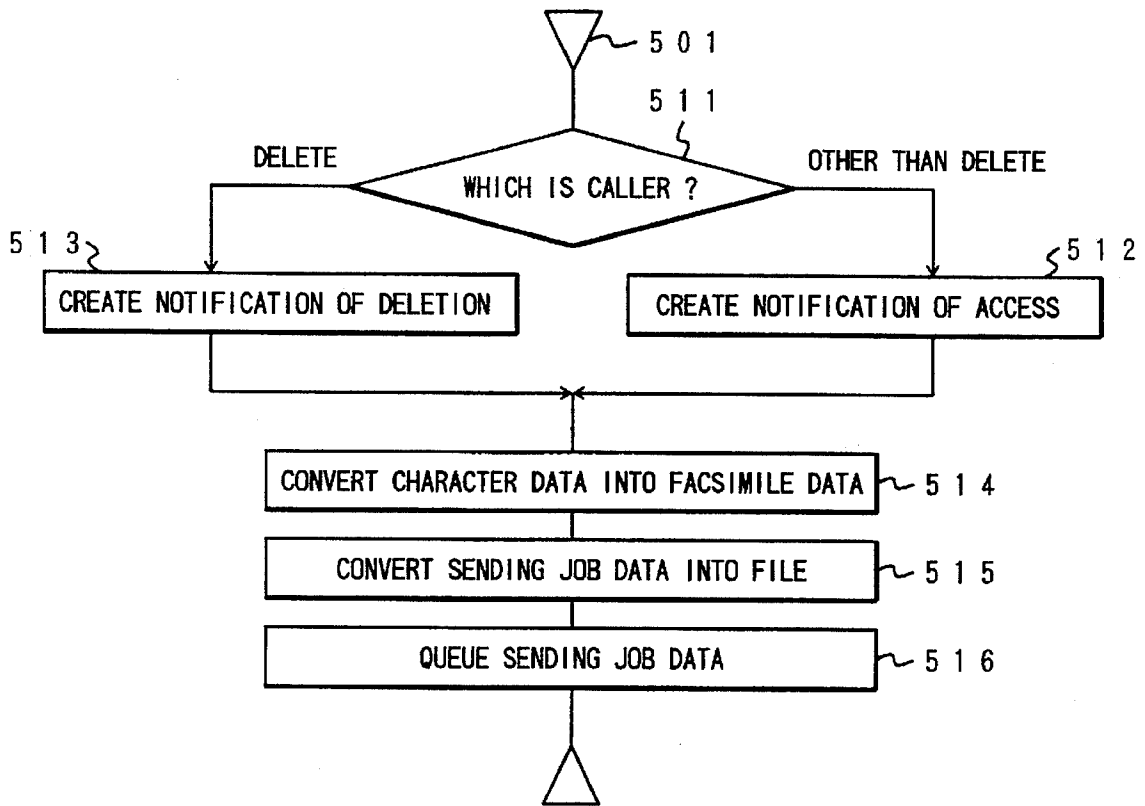 501
511
DELETE
OTHER THAN DELETE
WHICH IS CALLER ?
513
512
CREATE NOTIFICATION OF DELETION
CREATE NOTIFICATION OF ACCESS
CONVERT CHARACTER DATA INTO FACSIMILE DATA
514
CONVERT SENDING JOB DATA INTO FILE
515
QUEUE SENDING JOB DATA
516